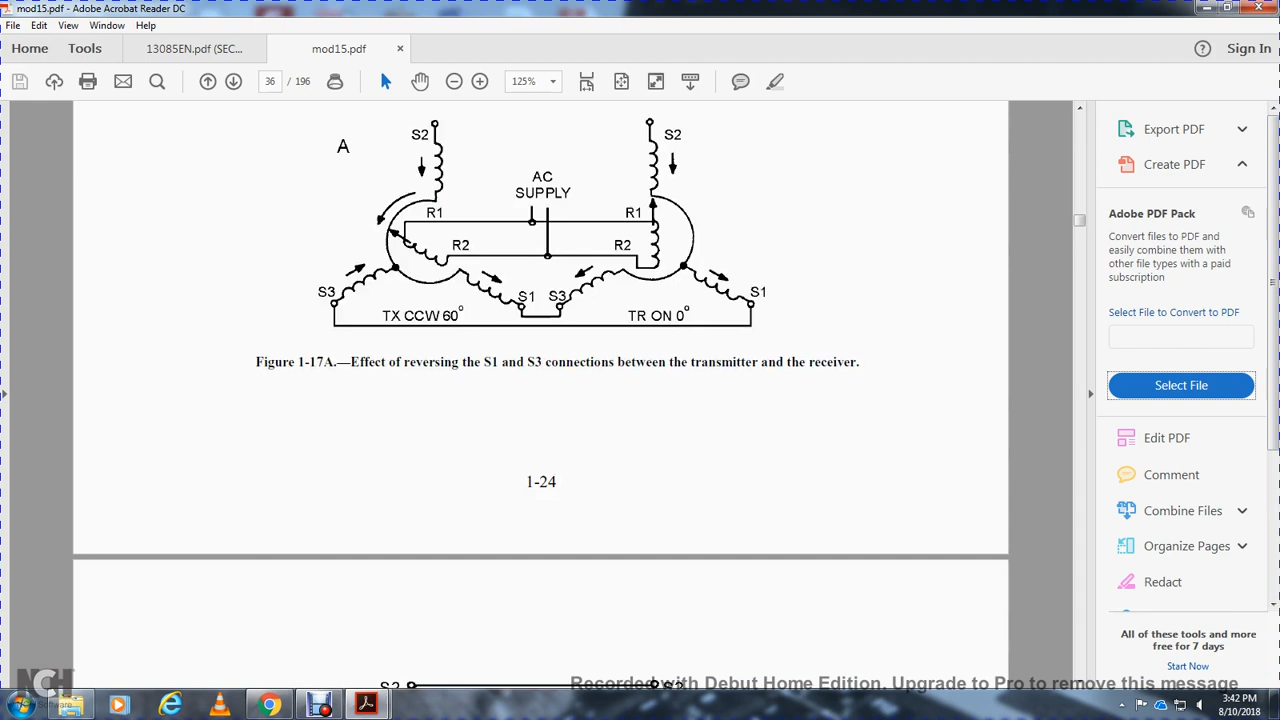 mod15.pdf - Adobe Acrobat Reader DC
File Edit View Window Help
Home Tools 13085EN.pdf (SEC... mod15.pdf × Sign In
36 / 196 125%
A
S2 S2
AC
SUPPLY
R1 R1
R2 R2
S3 S1 S3 S1
TX CCW 60° TR ON 0°
Figure 1-17A.—Effect of reversing the S1 and S3 connections between the transmitter and the receiver.
1-24
Export PDF
Create PDF
Adobe PDF Pack
Convert files to PDF and
easily combine them with
other file types with a paid
subscription
Select File to Convert to PDF
Select File
Edit PDF
Comment
Combine Files
Organize Pages
Redact
All of these tools and more
free for 7 days
Start Now
Recorded with Debut Home Edition. Upgrade to Pro to remove this message
NCH
Software
3:42 PM
8/10/2018